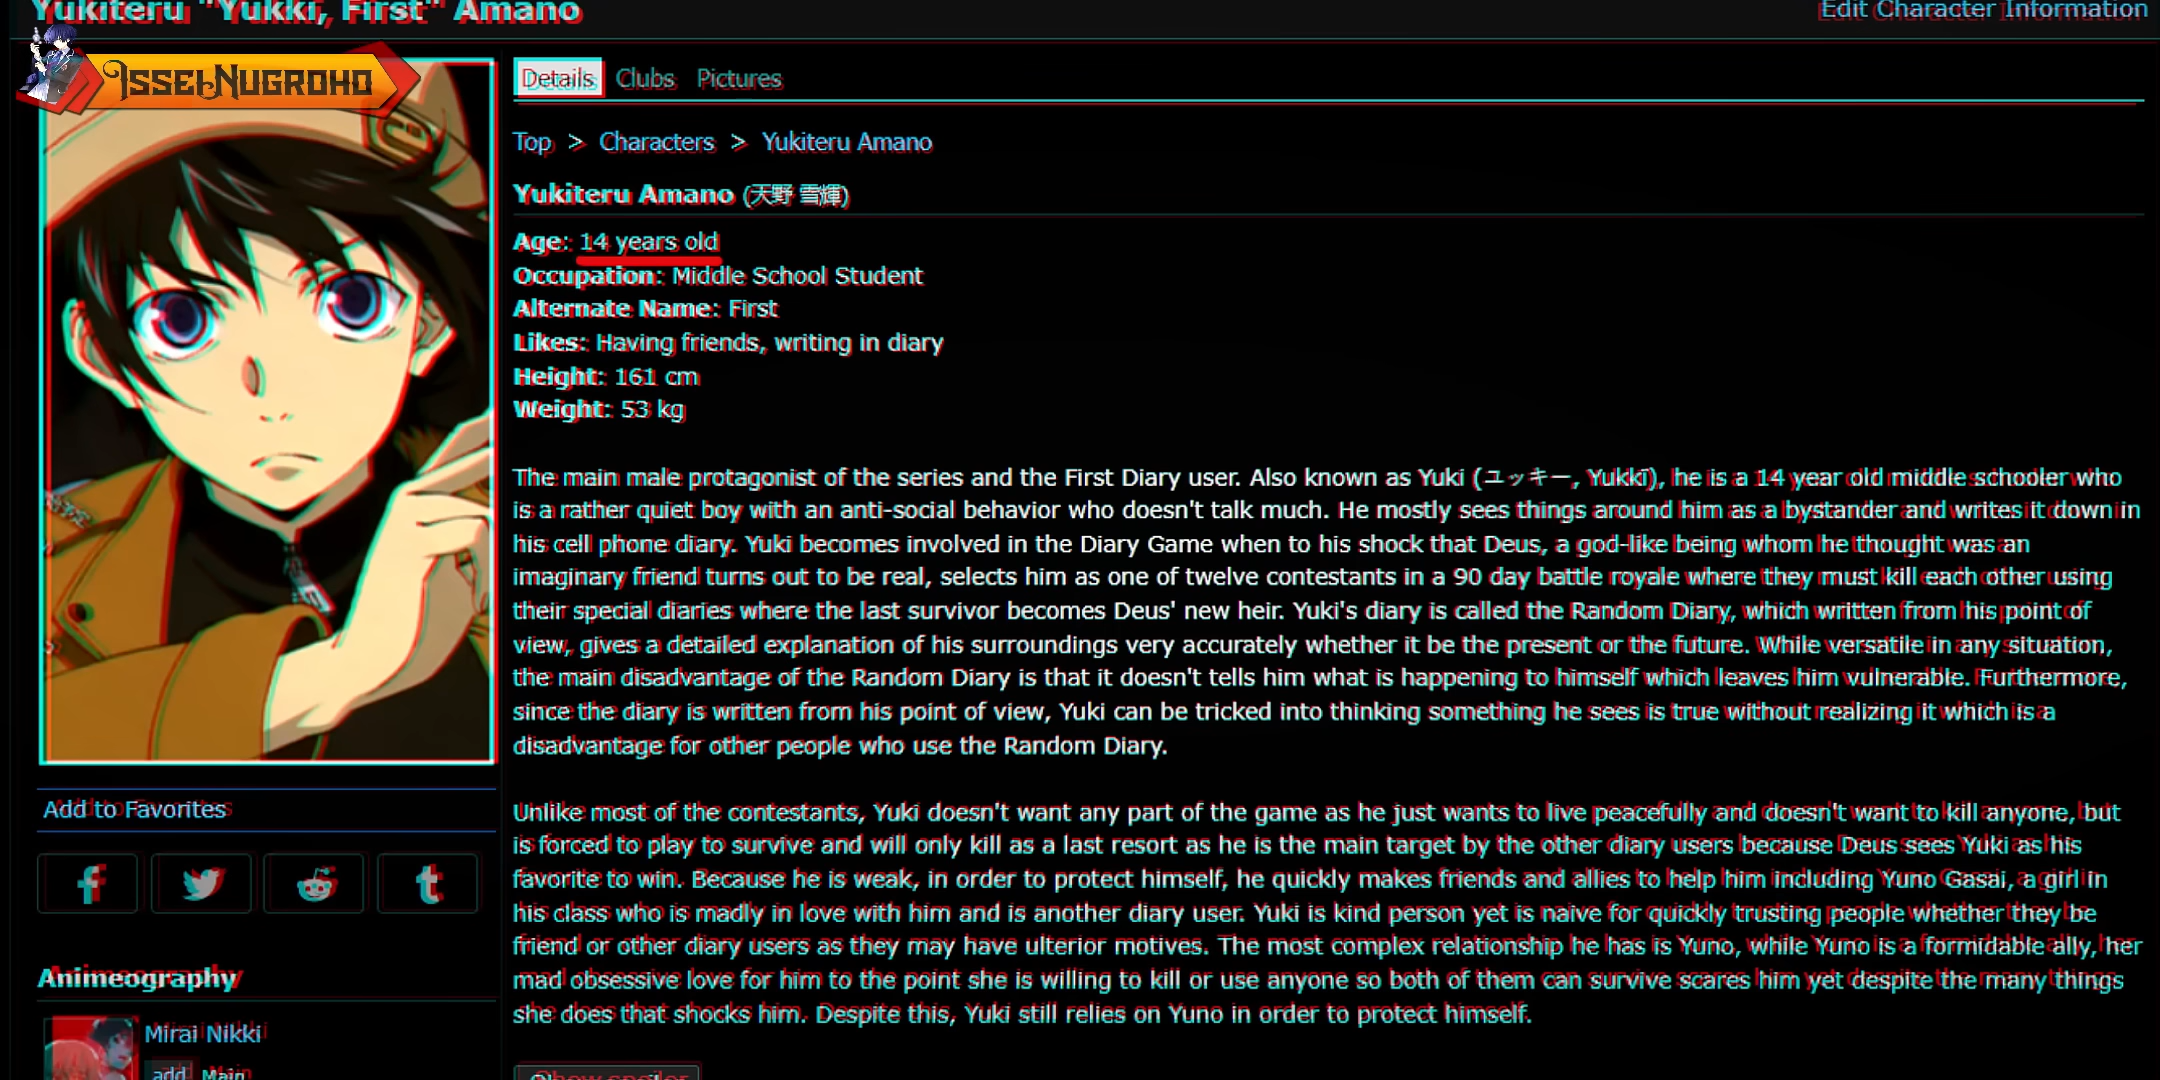 Yukiteru "Yukki, First" Amano
Edit Character Information
IsseiNugroho
Details Clubs Pictures
Top > Characters > Yukiteru Amano
Yukiteru Amano (天野 雪輝)
Age: 14 years old
Occupation: Middle School Student
Alternate Name: First
Likes: Having friends, writing in diary
Height: 161 cm
Weight: 53 kg
The main male protagonist of the series and the First Diary user. Also known as Yuki (ユッキー, Yukkī), he is a 14 year old middle schooler who
is a rather quiet boy with an anti-social behavior who doesn't talk much. He mostly sees things around him as a bystander and writes it down in
his cell phone diary. Yuki becomes involved in the Diary Game when to his shock that Deus, a god-like being whom he thought was an
imaginary friend turns out to be real, selects him as one of twelve contestants in a 90 day battle royale where they must kill each other using
their special diaries where the last survivor becomes Deus' new heir. Yuki's diary is called the Random Diary, which written from his point of
view, gives a detailed explanation of his surroundings very accurately whether it be the present or the future. While versatile in any situation,
the main disadvantage of the Random Diary is that it doesn't tells him what is happening to himself which leaves him vulnerable. Furthermore,
since the diary is written from his point of view, Yuki can be tricked into thinking something he sees is true without realizing it which is a
disadvantage for other people who use the Random Diary.
Unlike most of the contestants, Yuki doesn't want any part of the game as he just wants to live peacefully and doesn't want to kill anyone, but
is forced to play to survive and will only kill as a last resort as he is the main target by the other diary users because Deus sees Yuki as his
favorite to win. Because he is weak, in order to protect himself, he quickly makes friends and allies to help him including Yuno Gasai, a girl in
his class who is madly in love with him and is another diary user. Yuki is kind person yet is naive for quickly trusting people whether they be
friend or other diary users as they may have ulterior motives. The most complex relationship he has is Yuno, while Yuno is a formidable ally, her
mad obsessive love for him to the point she is willing to kill or use anyone so both of them can survive scares him yet despite the many things
she does that shocks him. Despite this, Yuki still relies on Yuno in order to protect himself.
Show spoiler
Add to Favorites
Animeography
Mirai Nikki
add Main